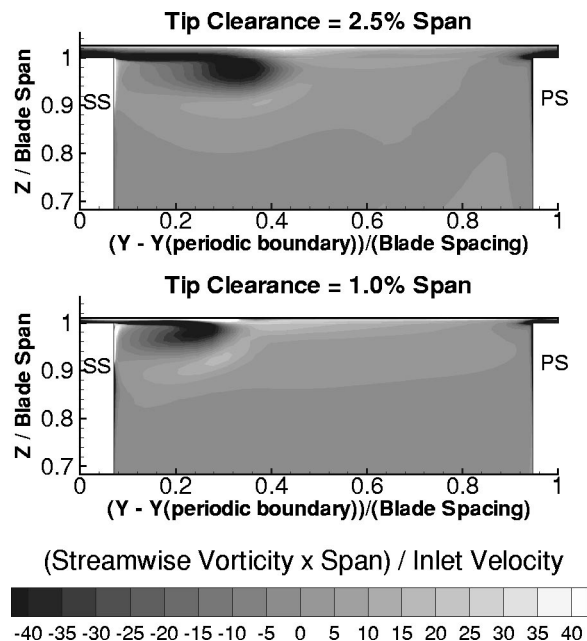 Tip Clearance = 2.5% Span
Z / Blade Span
1
0.9
0.8
0.7
SS
PS
0 0.2 0.4 0.6 0.8 1
(Y - Y(periodic boundary))/(Blade Spacing)
Tip Clearance = 1.0% Span
Z / Blade Span
1
0.9
0.8
0.7
SS
PS
0 0.2 0.4 0.6 0.8 1
(Y - Y(periodic boundary))/(Blade Spacing)
(Streamwise Vorticity x Span) / Inlet Velocity
-40 -35 -30 -25 -20 -15 -10 -5 0 5 10 15 20 25 30 35 40